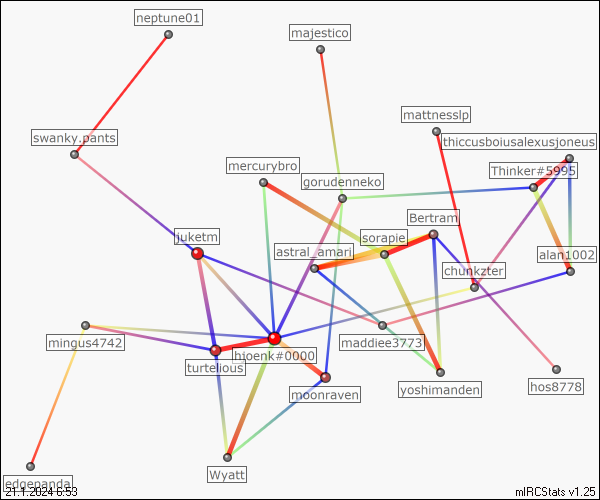 neptune01
majestico
mattnesslp
swanky.pants
thiccusboiusalexusjoneus
mercurybro
gorudenneko
Thinker#5995
Bertram
juketm
sorapie
astral_amari
alan1002
chunkzter
mingus4742
hjoenk#0000
maddiee3773
turtelious
moonraven
yoshimanden
hos8778
Wyatt
edgepanda
21.1.2024 6:53
mIRCStats v1.25